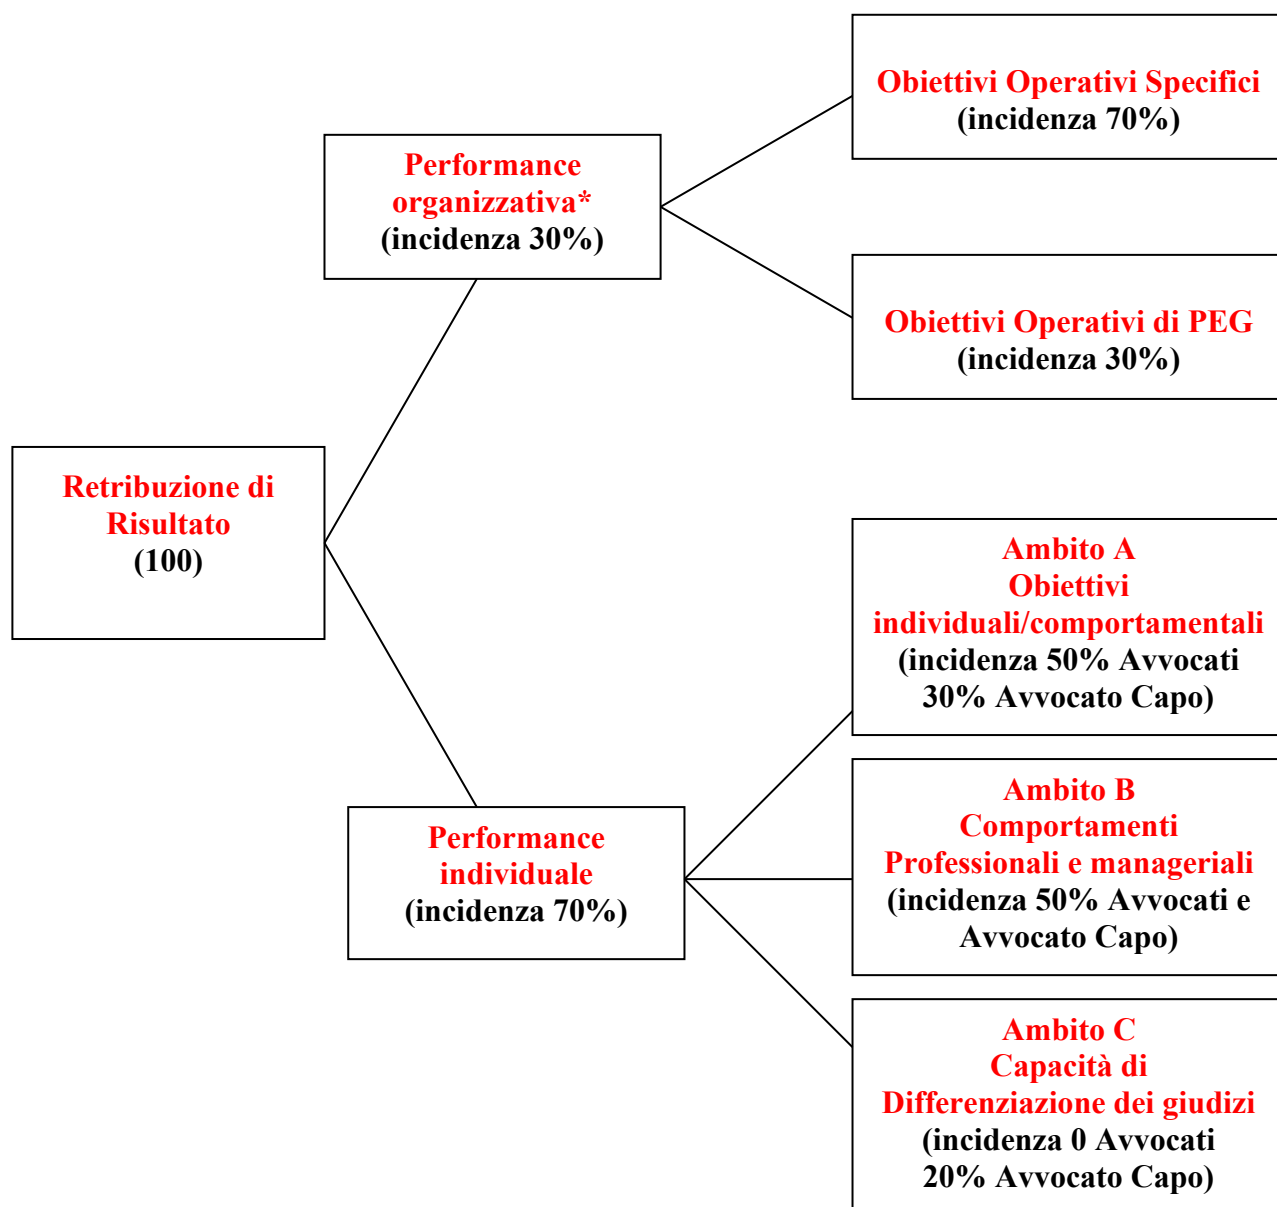 Obiettivi Operativi Specifici
(incidenza 70%)
Performance
organizzativa*
(incidenza 30%)
Obiettivi Operativi di PEG
(incidenza 30%)
Retribuzione di
Risultato
(100)
Ambito A
Obiettivi
individuali/comportamentali
(incidenza 50% Avvocati
30% Avvocato Capo)
Performance
individuale
(incidenza 70%)
Ambito B
Comportamenti
Professionali e manageriali
(incidenza 50% Avvocati e
Avvocato Capo)
Ambito C
Capacità di
Differenziazione dei giudizi
(incidenza 0 Avvocati
20% Avvocato Capo)